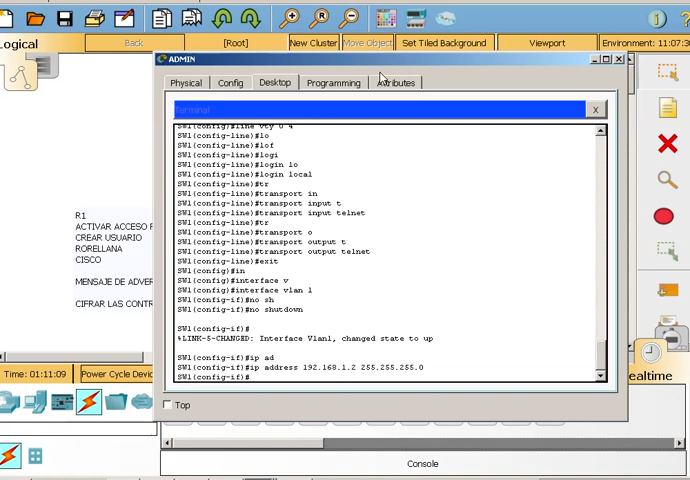 Logical
Back
[Root]
New Cluster
Move Object
Set Tiled Background
Viewport
Environment: 11:07:3
ADMIN
Physical
Config
Desktop
Programming
Attributes
Terminal
X
SW1(config)#line vty 0 4
SW1(config-line)#lo
SW1(config-line)#lof
SW1(config-line)#logi
SW1(config-line)#login lo
SW1(config-line)#login local
SW1(config-line)#tr
SW1(config-line)#transport in
SW1(config-line)#transport input t
SW1(config-line)#transport input telnet
SW1(config-line)#tr
SW1(config-line)#transport o
SW1(config-line)#transport output t
SW1(config-line)#transport output telnet
SW1(config-line)#exit
SW1(config)#in
SW1(config)#interface v
SW1(config)#interface vlan 1
SW1(config-if)#no sh
SW1(config-if)#no shutdown
SW1(config-if)#
%LINK-5-CHANGED: Interface Vlan1, changed state to up
SW1(config-if)#ip ad
SW1(config-if)#ip address 192.168.1.2 255.255.255.0
SW1(config-if)#
Top
R1
ACTIVAR ACCESO
CREAR USUARIO
RORELLANA
CISCO
MENSAJE DE ADVER
CIFRAR LAS CONTR
Time: 01:11:09
Power Cycle Devic
ealtime
Console